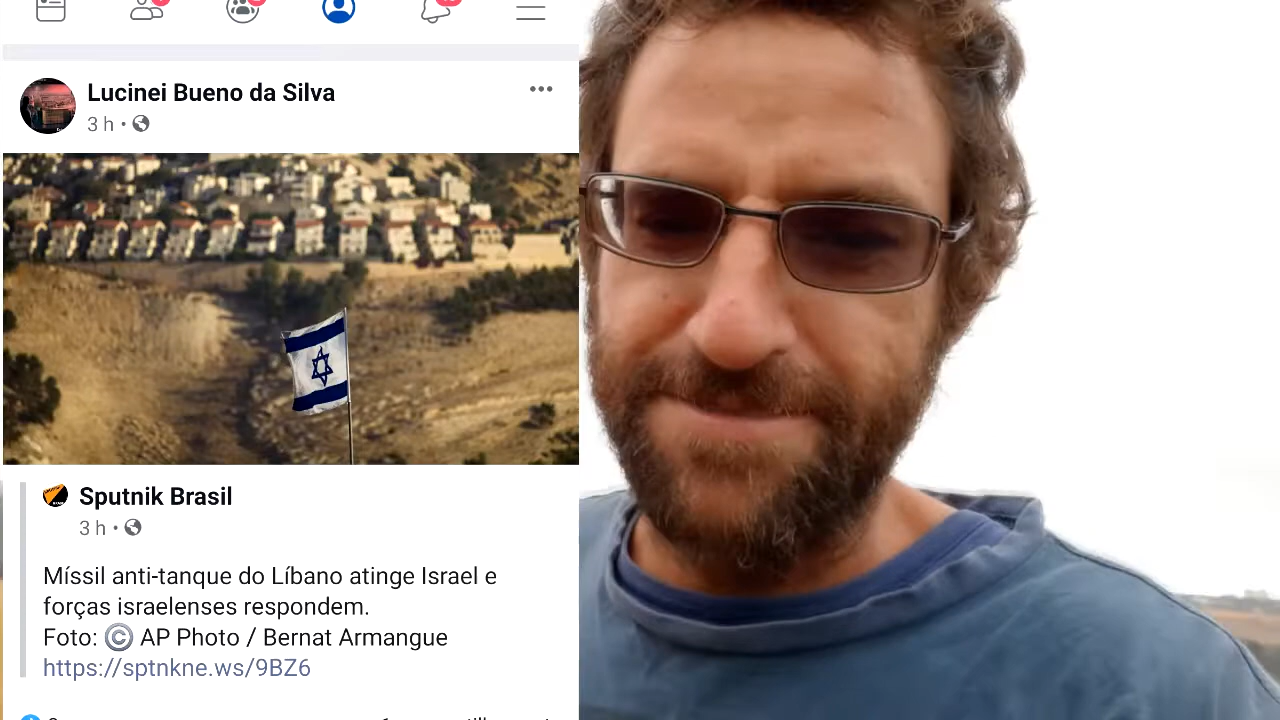 Lucinei Bueno da Silva
3 h
Sputnik Brasil
3 h
Míssil anti-tanque do Líbano atinge Israel e
forças israelenses respondem.
Foto: © AP Photo / Bernat Armangue
https://sptnkne.ws/9BZ6